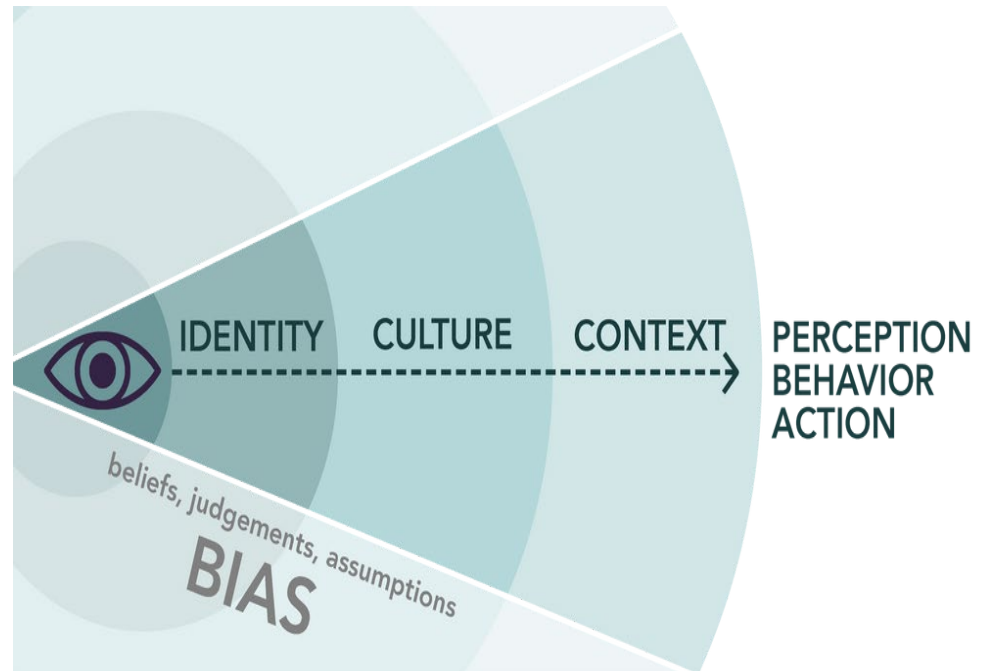 IDENTITY CULTURE CONTEXT
PERCEPTION
BEHAVIOR
ACTION
beliefs, judgements, assumptions
BIAS